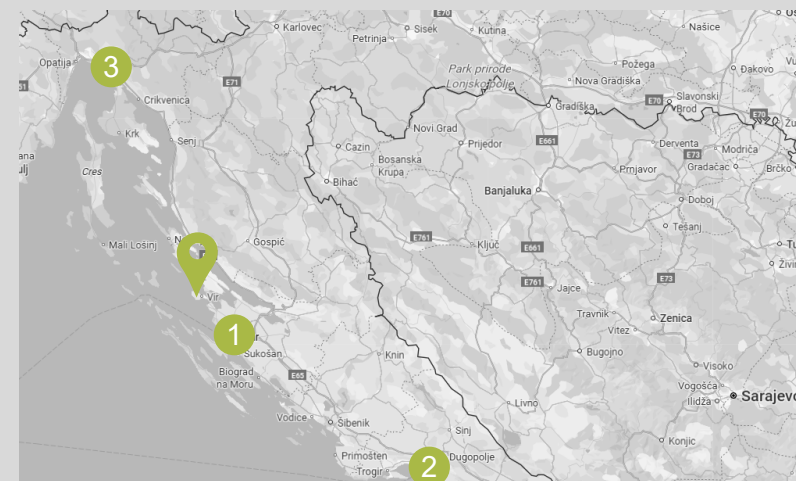 E70
Karlovec
Petrinja
Sisek
Kutina
Našice
Opatija
3
E71
Crikvenica
Park prirode
Lonjsko polje
Požega
Nova Gradiška
Đakovo
Gradiška
E70
Slavonski
Brod
E70
Krk
Senj
Novi Grad
Cazin
Prijedor
E661
Derventa
E73
Modriča
Bosanska
Krupa
Prnjavor
Gradačac
Brčko
Cres
Bihać
Banjaluka
Doboj
Tešanj
Mali Lošinj
Gospić
E761
Ključ
E661
E761
Jajce
E73
Vir
Travnik
Zenica
1
Sukošan
Vitez
Bugojno
Knin
Biograd
na Moru
E65
Visoko
Vogošća
Ilidža
Sarajevo
Livno
Vodice
Šibenik
Sinj
Konjic
Primošten
Dugopolje
Trogir
2